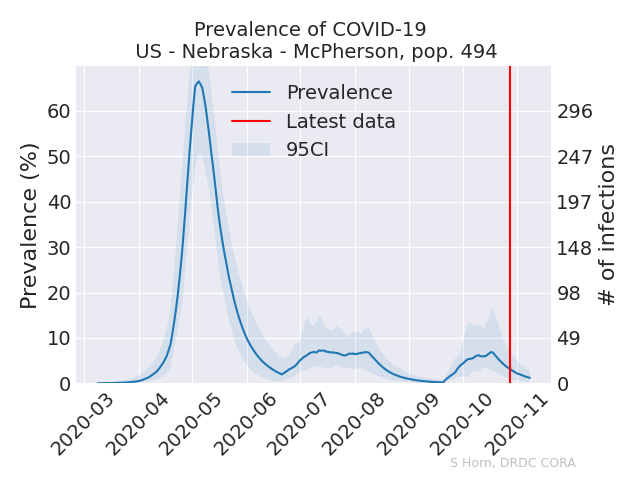 Prevalence of COVID-19
US - Nebraska - McPherson, pop. 494
Prevalence
Latest data
95CI
Prevalence (%)
60
50
40
30
20
10
0
296
247
197
148
98
49
0
# of infections
2020-03
2020-04
2020-05
2020-06
2020-07
2020-08
2020-09
2020-10
2020-11
S Horn, DRDC CORA